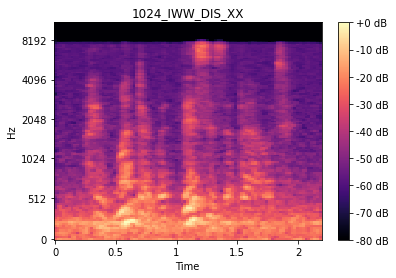 1024_IWW_DIS_XX
8192
4096
2048
1024
512
0
Hz
0
0.5
1
1.5
2
Time
+0 dB
-10 dB
-20 dB
-30 dB
-40 dB
-50 dB
-60 dB
-70 dB
-80 dB